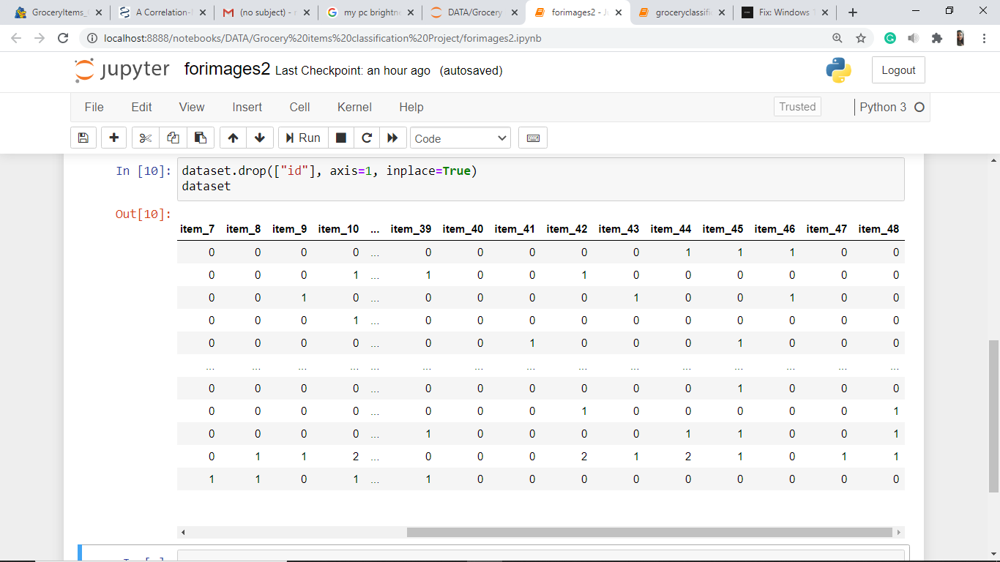 GroceryItems_ A Correlation- (no subject) - my pc brightn DATA/Grocery forimages2 - J groceryclassifi Fix: Windows
localhost:8888/notebooks/DATA/Grocery%20items%20classification%20Project/forimages2.ipynb
jupyter forimages2 Last Checkpoint: an hour ago (autosaved) Logout
File Edit View Insert Cell Kernel Help Trusted Python 3
Run Code
In [10]: dataset.drop(["id"], axis=1, inplace=True)
dataset
Out[10]:
item_7 item_8 item_9 item_10 ... item_39 item_40 item_41 item_42 item_43 item_44 item_45 item_46 item_47 item_48
0 0 0 0 ... 0 0 0 0 0 1 1 1 0 0
0 0 0 1 ... 1 0 0 1 0 0 0 0 0 0
0 0 1 0 ... 0 0 0 0 1 0 0 1 0 0
0 0 0 1 ... 0 0 0 0 0 0 0 0 0 0
0 0 0 0 ... 0 0 1 0 0 0 1 0 0 0
... ... ... ... ... ... ... ... ... ... ... ... ... ... ...
0 0 0 0 ... 0 0 0 0 0 0 1 0 0 0
0 0 0 0 ... 0 0 0 1 0 0 0 0 0 1
0 0 0 0 ... 1 0 0 0 0 1 1 0 0 1
0 1 1 2 ... 0 0 0 2 1 2 1 0 1 1
1 1 0 1 ... 1 0 0 0 0 0 0 0 0 0